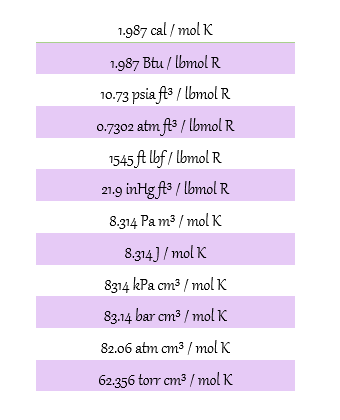 1.987 cal / mol K
1.987 Btu / lbmol R
10.73 psia ft³ / lbmol R
0.7302 atm ft³ / lbmol R
1545 ft lbf / lbmol R
21.9 inHg ft³ / lbmol R
8.314 Pa m³ / mol K
8.314 J / mol K
8314 kPa cm³ / mol K
83.14 bar cm³ / mol K
82.06 atm cm³ / mol K
62.356 torr cm³ / mol K